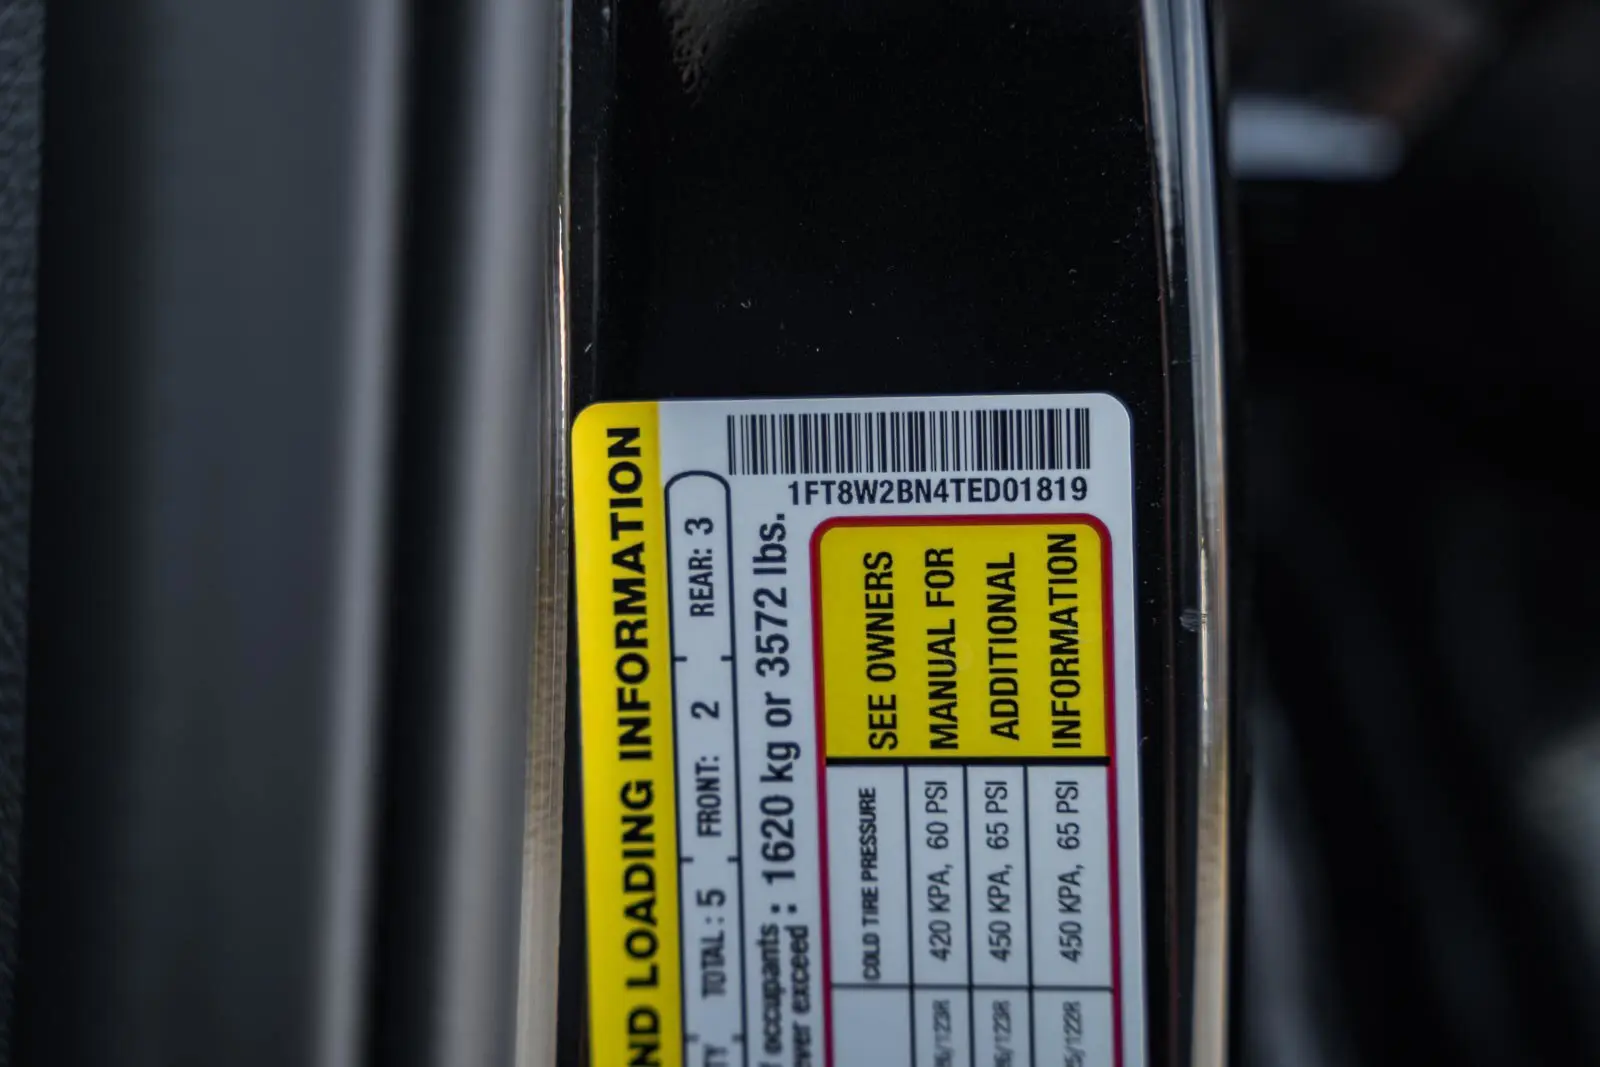 1FT8W2BN4TED01819
ND LOADING INFORMATION
TOTAL : 5 FRONT: 2 REAR: 3
f occupants
ver exceed : 1620 kg or 3572 lbs.
COLD TIRE PRESSURE
420 KPA, 60 PSI
450 KPA, 65 PSI
450 KPA, 65 PSI
SEE OWNERS
MANUAL FOR
ADDITIONAL
INFORMATION